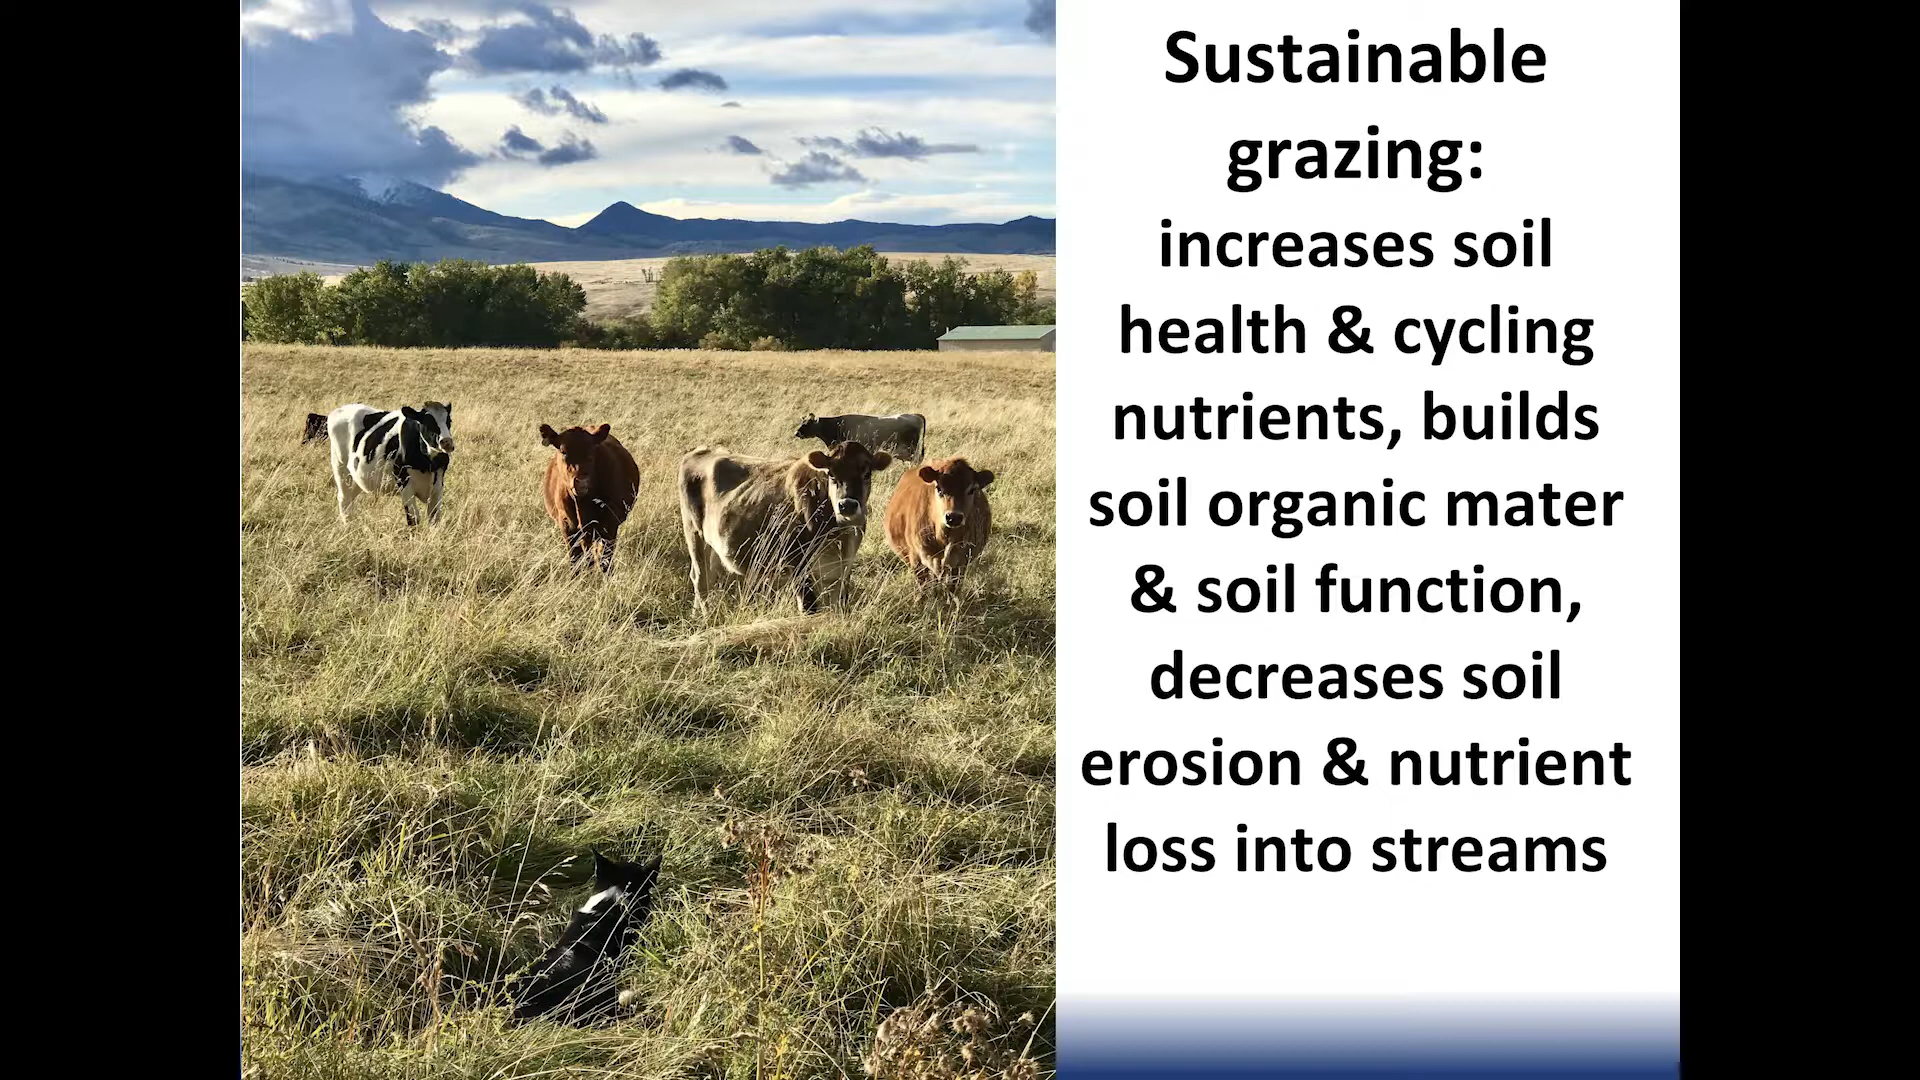 Sustainable
grazing:
increases soil
health & cycling
nutrients, builds
soil organic mater
& soil function,
decreases soil
erosion & nutrient
loss into streams